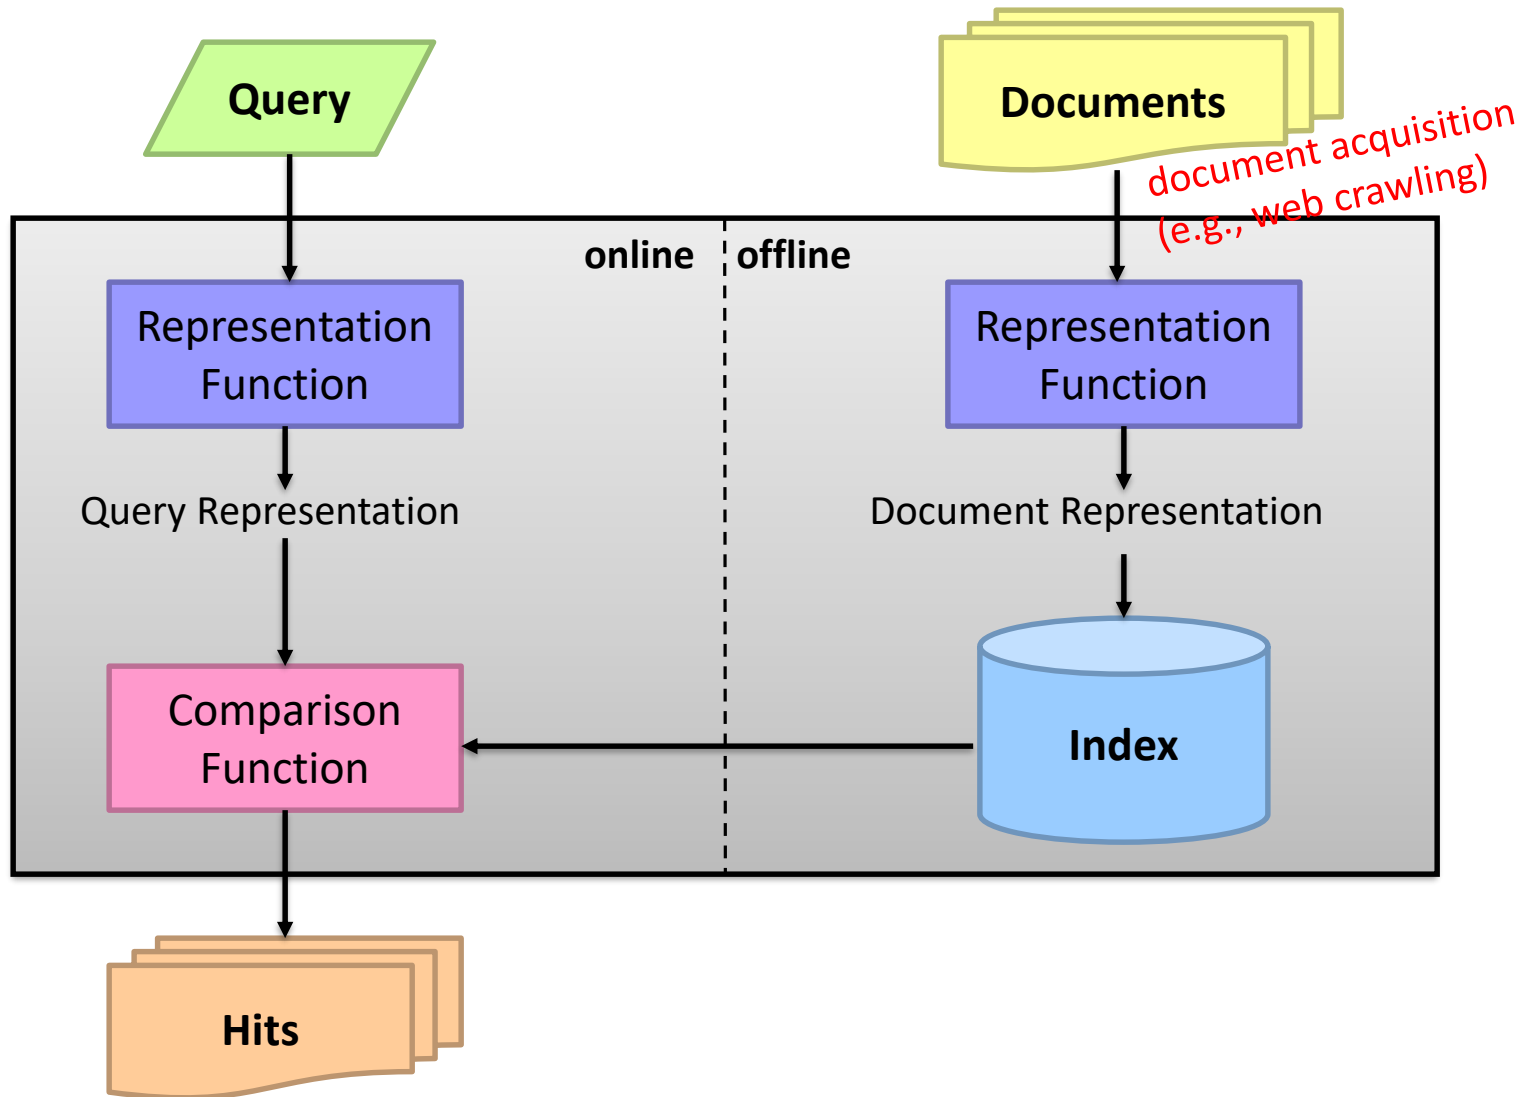 Query
Documents
document acquisition
(e.g., web crawling)
online
offline
Representation
Function
Representation
Function
Query Representation
Document Representation
Comparison
Function
Index
Hits